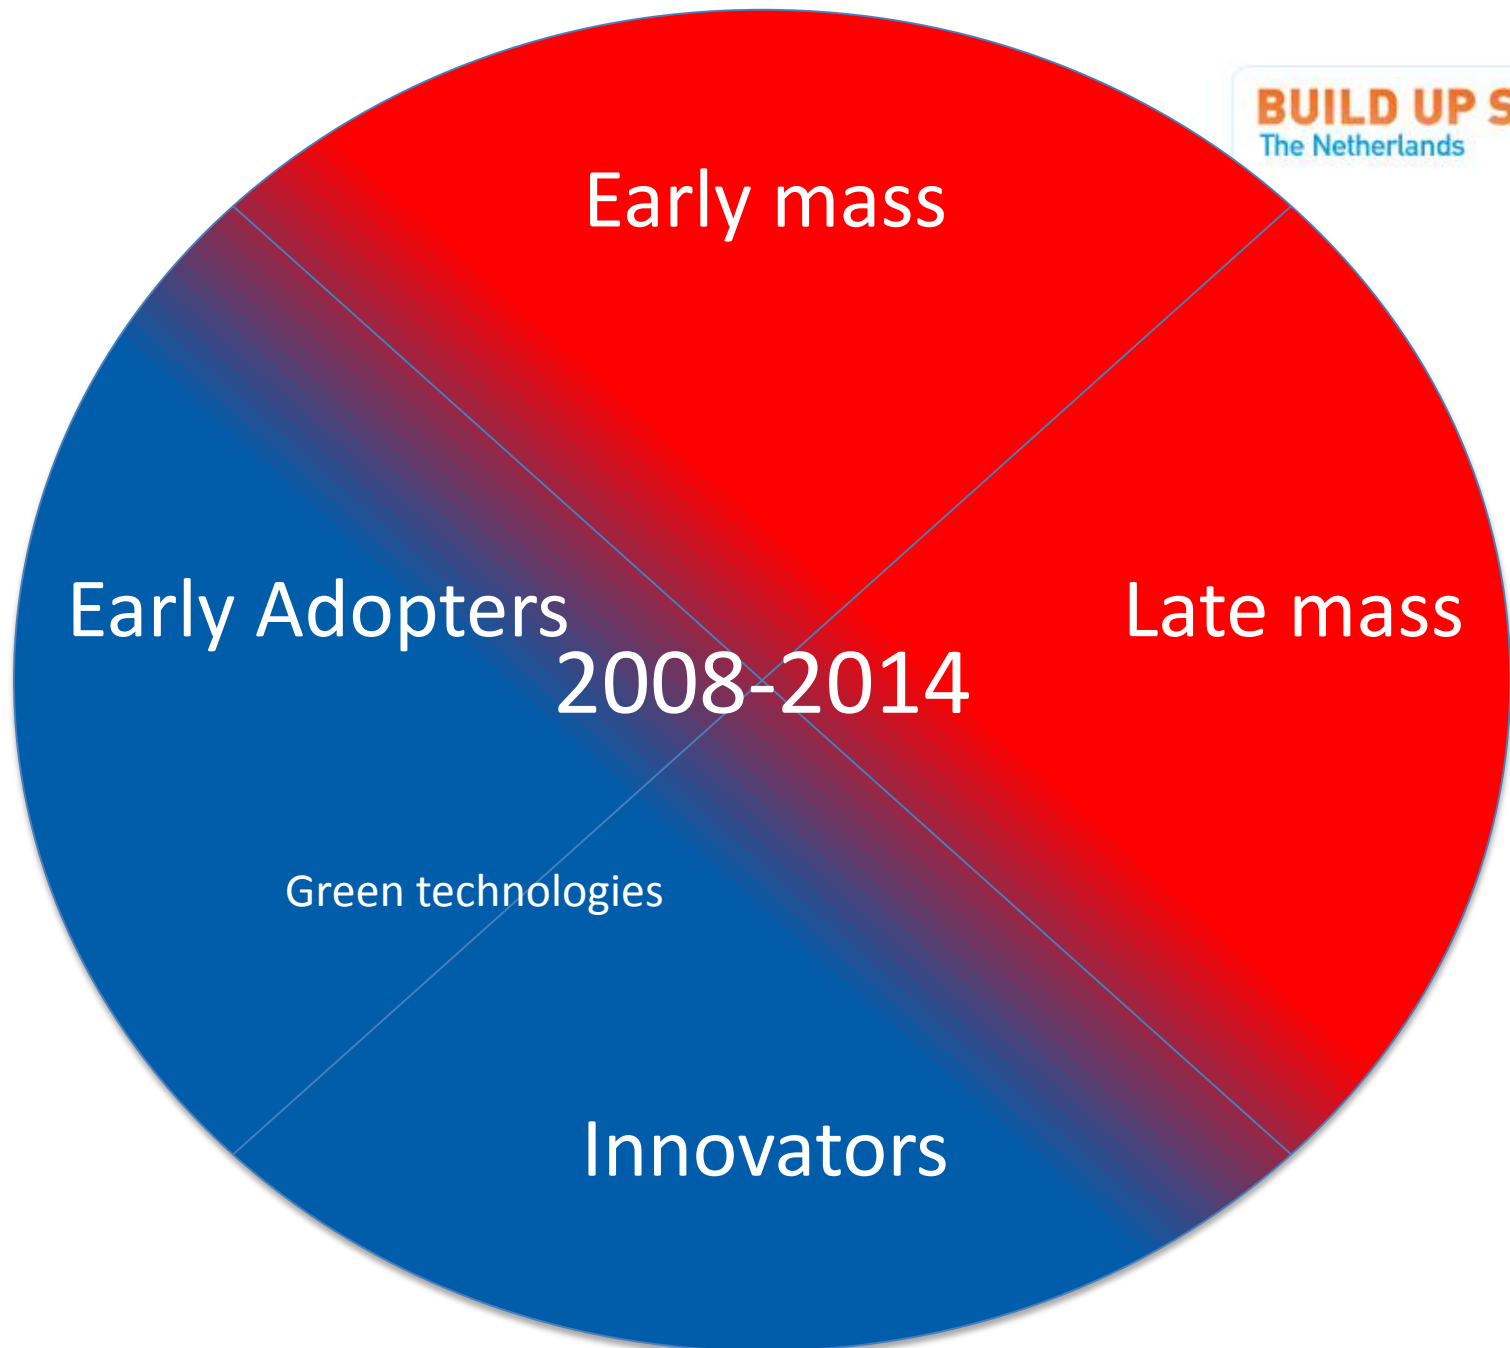 BUILD UP S
The Netherlands
Early mass
Early Adopters
Late mass
2008-2014
Green technologies
Innovators